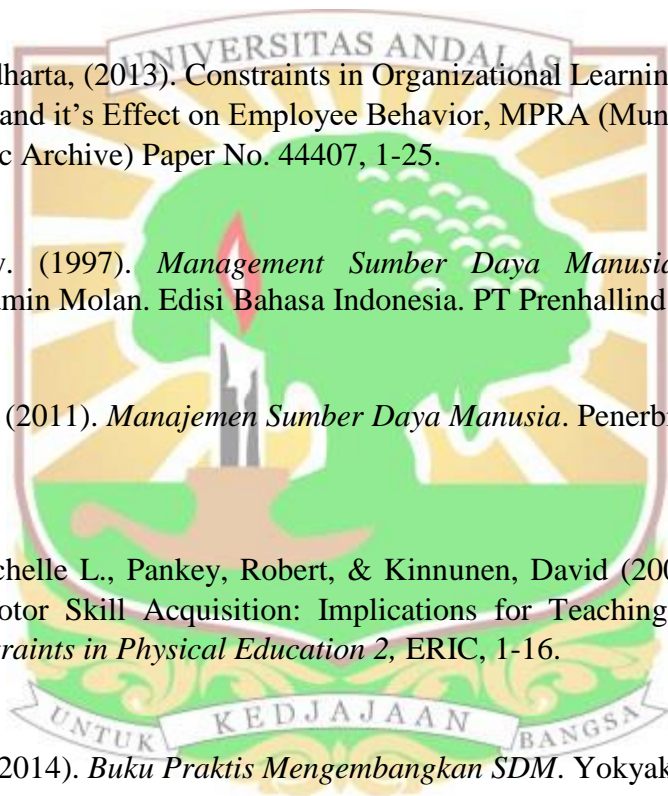 UNIVERSITAS ANDALAS
dharta, (2013). Constraints in Organizational Learnin
and it's Effect on Employee Behavior, MPRA (Mun
c Archive) Paper No. 44407, 1-25.
y. (1997). Management Sumber Daya Manusia
amin Molan. Edisi Bahasa Indonesia. PT Prenhallind
(2011). Manajemen Sumber Daya Manusia. Penerbi
chelle L., Pankey, Robert, & Kinnunen, David (200
otor Skill Acquisition: Implications for Teaching
raints in Physical Education 2, ERIC, 1-16.
UNTUK KEDJAJAAN BANGSA
2014). Buku Praktis Mengembangkan SDM. Yokyak